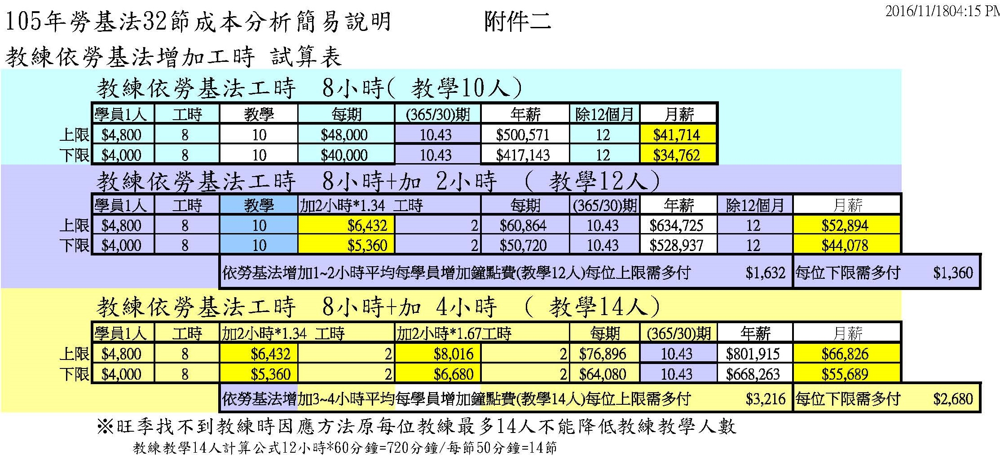 2016/11/1804:15 PM
105年勞基法32節成本分析簡易說明 附件二
教練依勞基法增加工時 試算表
教練依勞基法工時 8小時( 教學10人)
學員1人 工時 教學 每期 (365/30)期 年薪 除12個月 月薪
上限 $4,800 8 10 $48,000 10.43 $500,571 12 $41,714
下限 $4,000 8 10 $40,000 10.43 $417,143 12 $34,762
教練依勞基法工時 8小時+加 2小時 ( 教學12人)
學員1人 工時 教學 加2小時*1.34 工時 每期 (365/30)期 年薪 除12個月 月薪
上限 $4,800 8 10 $6,432 2 $60,864 10.43 $634,725 12 $52,894
下限 $4,000 8 10 $5,360 2 $50,720 10.43 $528,937 12 $44,078
依勞基法增加1~2小時平均每學員增加鐘點費(教學12人)每位上限需多付 $1,632 每位下限需多付 $1,360
教練依勞基法工時 8小時+加 4小時 ( 教學14人)
學員1人 工時 加2小時*1.34 工時 加2小時*1.67工時 每期 (365/30)期 年薪 月薪
上限 $4,800 8 $6,432 2 $8,016 2 $76,896 10.43 $801,915 $66,826
下限 $4,000 8 $5,360 2 $6,680 2 $64,080 10.43 $668,263 $55,689
依勞基法增加3~4小時平均每學員增加鐘點費(教學14人)每位上限需多付 $3,216 每位下限需多付 $2,680
※旺季找不到教練時因應方法原每位教練最多14人不能降低教練教學人數
教練教學14人計算公式12小時*60分鐘=720分鐘/每節50分鐘=14節